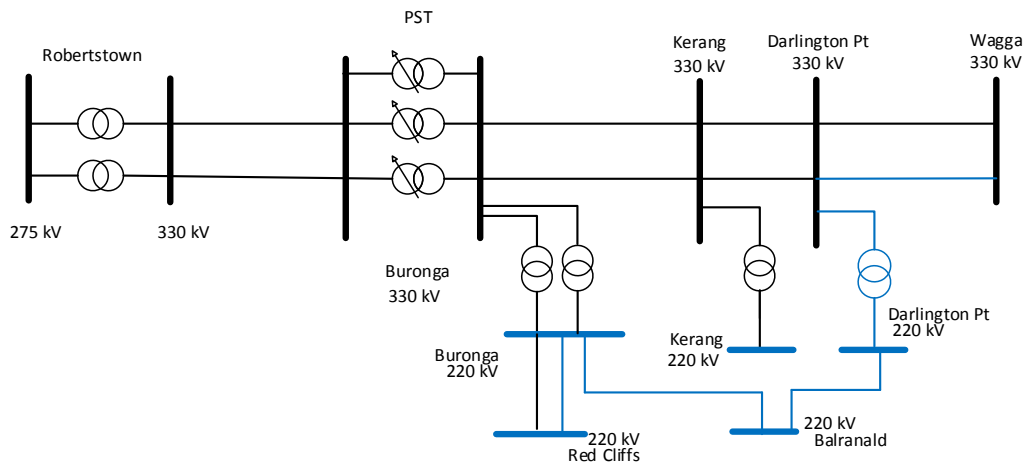 PST
Robertstown
Kerang
330 kV
Darlington Pt
330 kV
Wagga
330 kV
275 kV
330 kV
Buronga
330 kV
Darlington Pt
220 kV
Kerang
220 kV
Buronga
220 kV
220 kV
Balranald
220 kV
Red Cliffs